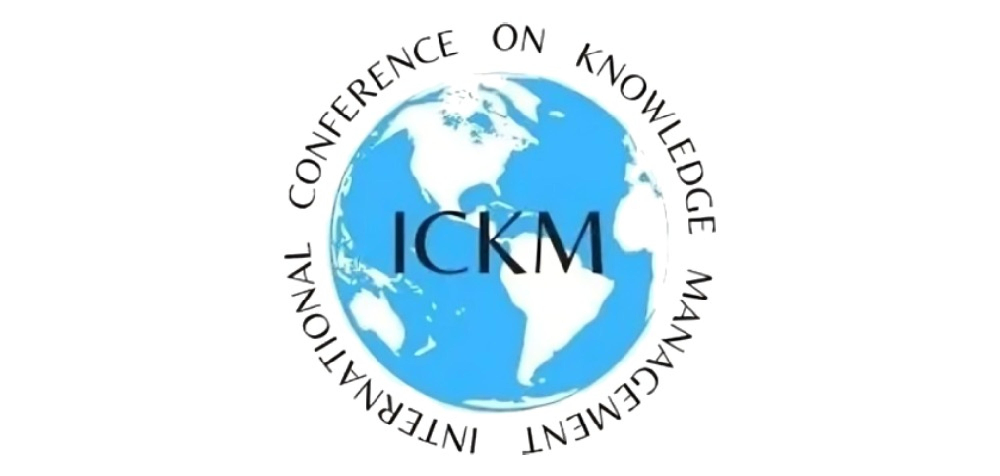 INTERNATIONAL CONFERENCE ON KNOWLEDGE MANAGEMENT
ICKM